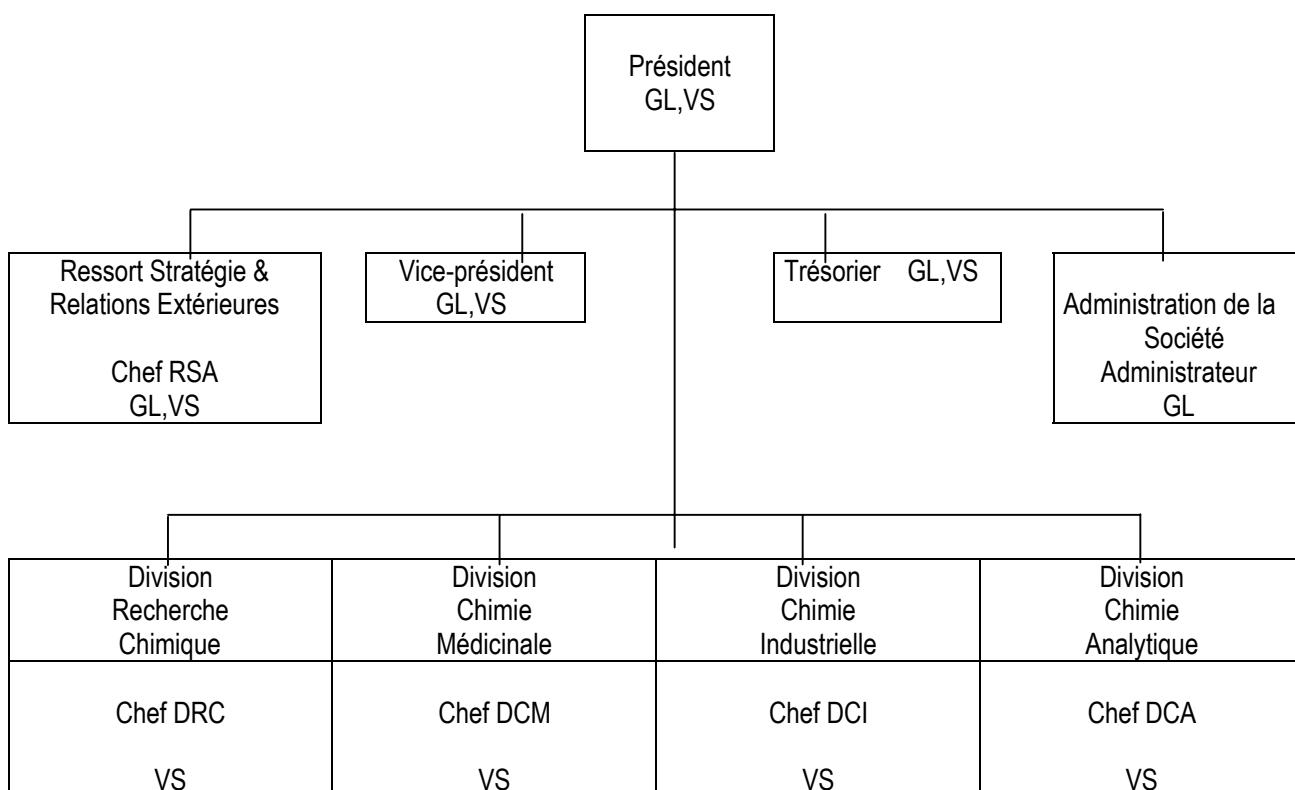 Président
GL,VS
Ressort Stratégie &
Relations Extérieures
Chef RSA
GL,VS
Vice-président
GL,VS
Trésorier GL,VS
Administration de la
Société
Administrateur
GL
Division
Recherche
Chimique
Division
Chimie
Médicinale
Division
Chimie
Industrielle
Division
Chimie
Analytique
Chef DRC
VS
Chef DCM
VS
Chef DCI
VS
Chef DCA
VS